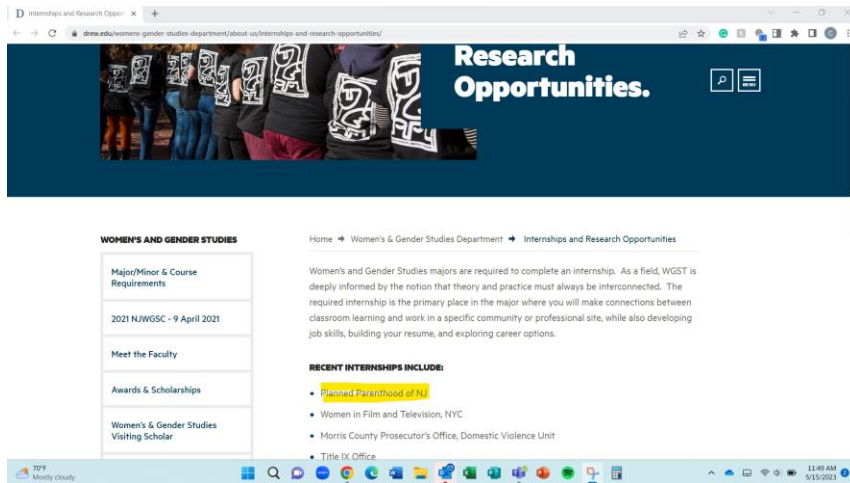 Internships and Research Oppor
drew.edu/womens-gender-studies-department/about-us/internships-and-research-opportunities/
Research
Opportunities.
MENU
WOMEN'S AND GENDER STUDIES
Major/Minor & Course
Requirements
2021 NJWGSC - 9 April 2021
Meet the Faculty
Awards & Scholarships
Women's & Gender Studies
Visiting Scholar
Home → Women's & Gender Studies Department → Internships and Research Opportunities
Women's and Gender Studies majors are required to complete an internship. As a field, WGST is
deeply informed by the notion that theory and practice must always be interconnected. The
required internship is the primary place in the major where you will make connections between
classroom learning and work in a specific community or professional site, while also developing
job skills, building your resume, and exploring career options.
RECENT INTERNSHIPS INCLUDE:
• Planned Parenthood of NJ
• Women in Film and Television, NYC
• Morris County Prosecutor's Office, Domestic Violence Unit
• Title IX Office
70°F
Mostly cloudy
11:49 AM
5/15/2023